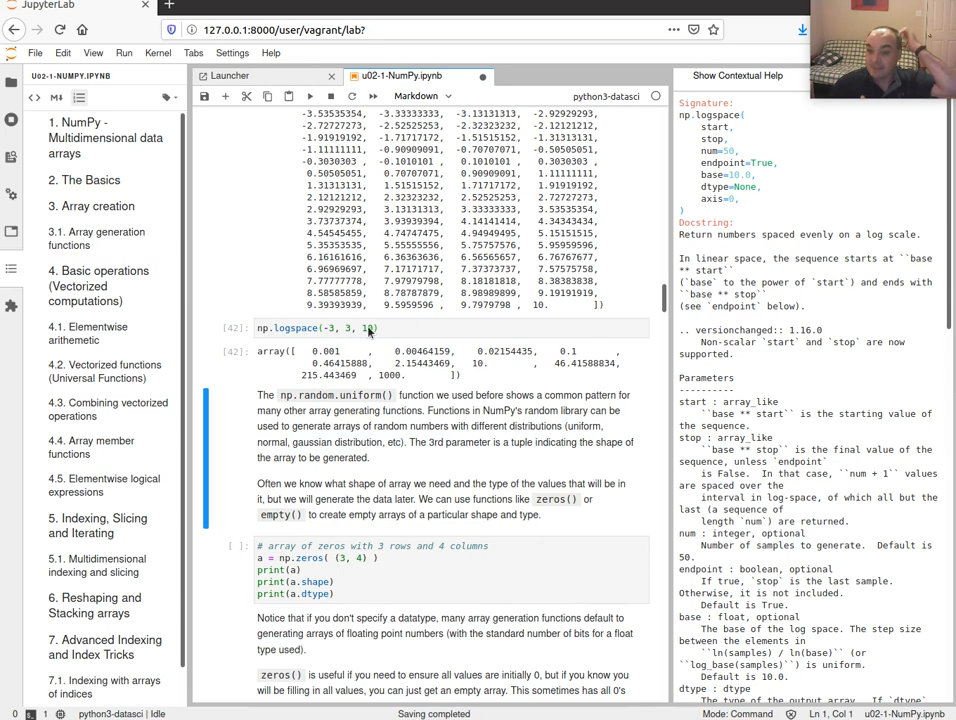 JupyterLab
127.0.0.1:8000/user/vagrant/lab?
File Edit View Run Kernel Tabs Settings Help
U02-1-NUMPY.IPYNB
1. NumPy -
Multidimensional data
arrays
2. The Basics
3. Array creation
3.1. Array generation
functions
4. Basic operations
(Vectorized
computations)
4.1. Elementwise
arithmetic
4.2. Vectorized functions
(Universal Functions)
4.3. Combining vectorized
operations
4.4. Array member
functions
4.5. Elementwise logical
expressions
5. Indexing, Slicing
and Iterating
5.1. Multidimensional
indexing and slicing
6. Reshaping and
Stacking arrays
7. Advanced Indexing
and Index Tricks
7.1. Indexing with arrays
of indices
Launcher
u02-1-NumPy.ipynb
Markdown
python3-datasci
-3.53535354, -3.33333333, -3.13131313, -2.92929293,
-2.72727273, -2.52525253, -2.32323232, -2.12121212,
-1.91919192, -1.71717172, -1.51515152, -1.31313131,
-1.11111111, -0.90909091, -0.70707071, -0.50505051,
-0.3030303 , -0.1010101 , 0.1010101 , 0.3030303 ,
0.50505051, 0.70707071, 0.90909091, 1.11111111,
1.31313131, 1.51515152, 1.71717172, 1.91919192,
2.12121212, 2.32323232, 2.52525253, 2.72727273,
2.92929293, 3.13131313, 3.33333333, 3.53535354,
3.73737374, 3.93939394, 4.14141414, 4.34343434,
4.54545455, 4.74747475, 4.94949495, 5.15151515,
5.35353535, 5.55555556, 5.75757576, 5.95959596,
6.16161616, 6.36363636, 6.56565657, 6.76767677,
6.96969697, 7.17171717, 7.37373737, 7.57575758,
7.77777778, 7.97979798, 8.18181818, 8.38383838,
8.58585859, 8.78787879, 8.98989899, 9.19191919,
9.39393939, 9.5959596 , 9.7979798 , 10. ])
[42]: np.logspace(-3, 3, 10)
[42]: array([ 0.001 , 0.00464159, 0.02154435, 0.1 ,
0.46415888, 2.15443469, 10. , 46.41588834,
215.443469 , 1000. ])
The np.random.uniform() function we used before shows a common pattern for
many other array generating functions. Functions in NumPy's random library can be
used to generate arrays of random numbers with different distributions (uniform,
normal, gaussian distribution, etc). The 3rd parameter is a tuple indicating the shape of
the array to be generated.
Often we know what shape of array we need and the type of the values that will be in
it, but we will generate the data later. We can use functions like zeros() or
empty() to create empty arrays of a particular shape and type.
[ ]: # array of zeros with 3 rows and 4 columns
a = np.zeros( (3, 4) )
print(a)
print(a.shape)
print(a.dtype)
Notice that if you don't specify a datatype, many array generation functions default to
generating arrays of floating point numbers (with the standard number of bits for a float
type used).
zeros() is useful if you need to ensure all values are initially 0, but if you know you
will be filling in all values, you can just get an empty array. This sometimes has all 0's
Show Contextual Help
Signature:
np.logspace(
start,
stop,
num=50,
endpoint=True,
base=10.0,
dtype=None,
axis=0,
)
Docstring:
Return numbers spaced evenly on a log scale.
In linear space, the sequence starts at ``base
** start``
(`base` to the power of `start`) and ends with
``base ** stop``
(see `endpoint` below).
.. versionchanged:: 1.16.0
Non-scalar `start` and `stop` are now
supported.
Parameters
----------
start : array_like
``base ** start`` is the starting value of
the sequence.
stop : array_like
``base ** stop`` is the final value of the
sequence, unless `endpoint`
is False. In that case, ``num + 1`` values
are spaced over the
interval in log-space, of which all but the
last (a sequence of
length `num`) are returned.
num : integer, optional
Number of samples to generate. Default is
50.
endpoint : boolean, optional
If true, `stop` is the last sample.
Otherwise, it is not included.
Default is True.
base : float, optional
The base of the log space. The step size
between the elements in
``ln(samples) / ln(base)`` (or
``log_base(samples)``) is uniform.
Default is 10.0.
dtype : dtype
The type of the output array. If `dtype`
0 1 python3-datasci | Idle
Saving completed
Mode: Command
Ln 1, Col 1 u02-1-NumPy.ipynb